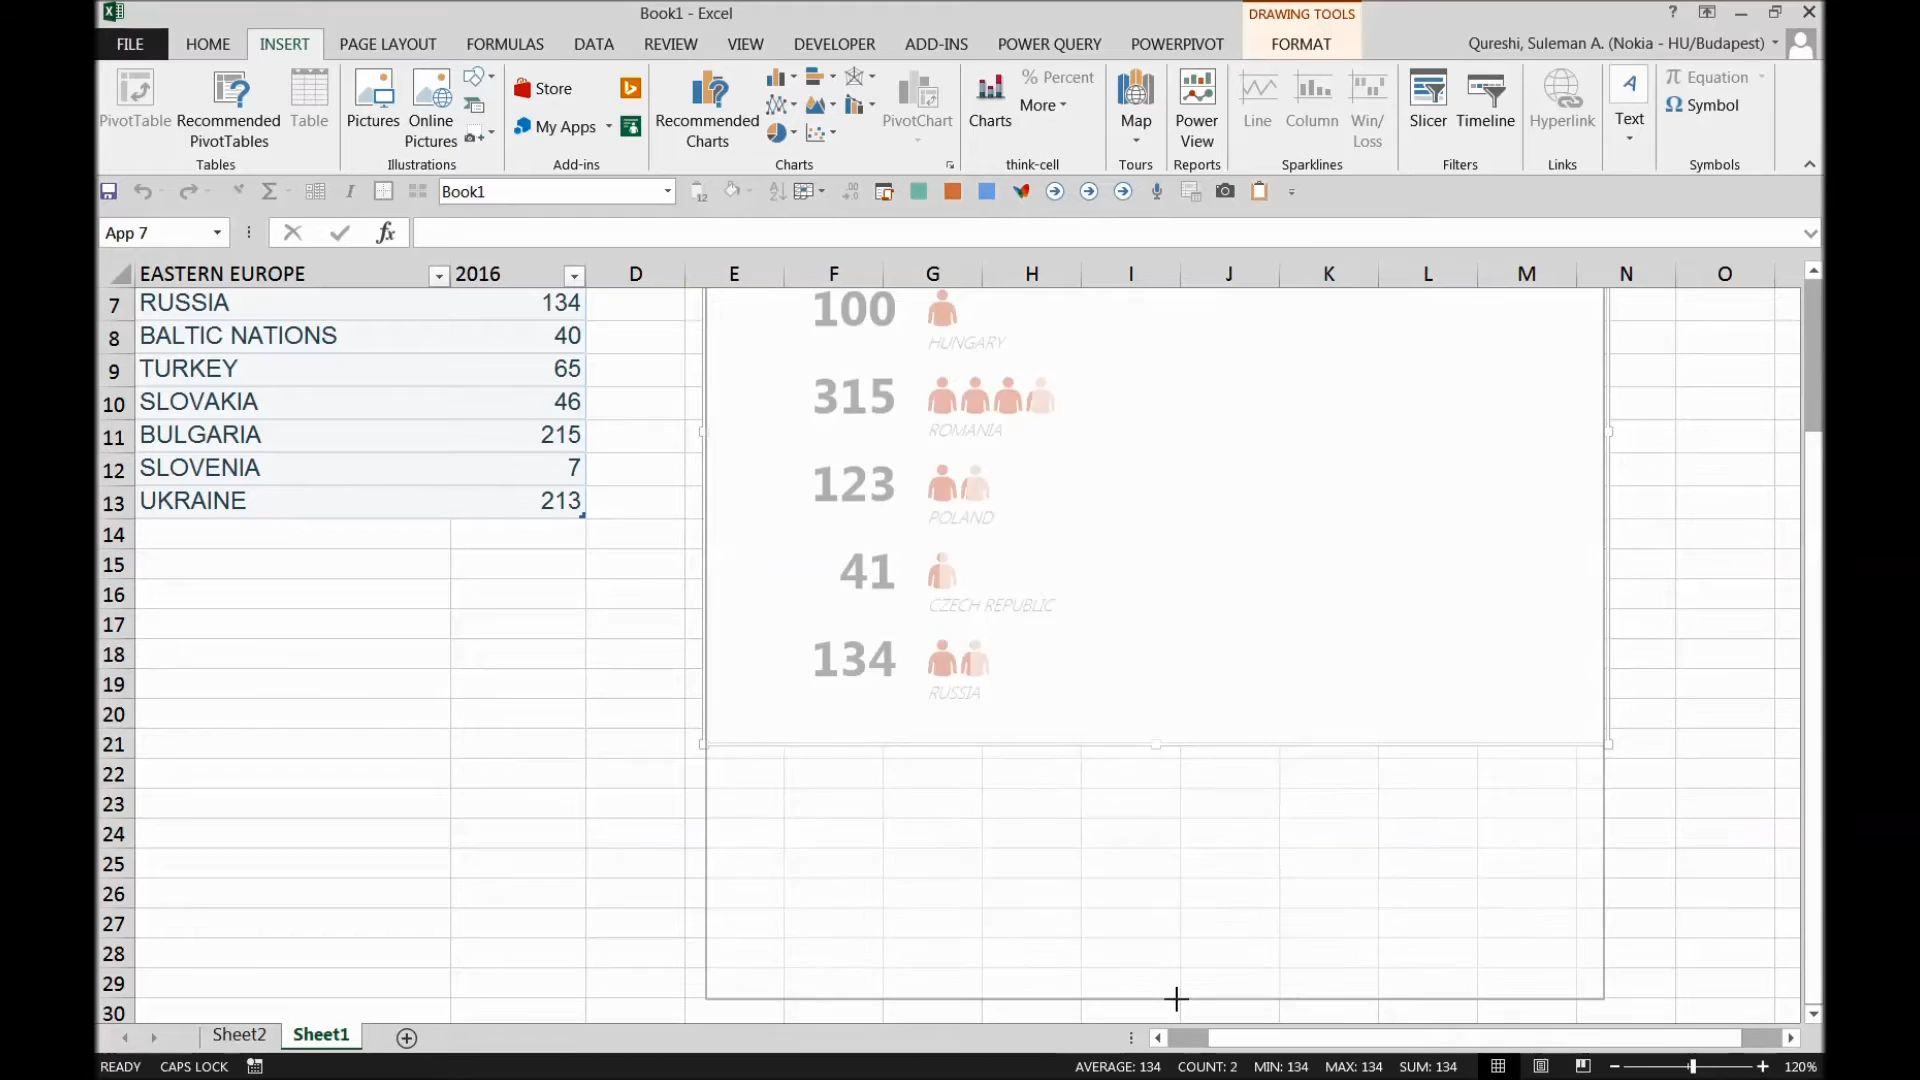 Book1 - Excel
DRAWING TOOLS
?
FILE
HOME
INSERT
PAGE LAYOUT
FORMULAS
DATA
REVIEW
VIEW
DEVELOPER
ADD-INS
POWER QUERY
POWERPIVOT
FORMAT
Qureshi, Suleman A. (Nokia - HU/Budapest)
PivotTable
Recommended
PivotTables
Table
Tables
Pictures
Online
Pictures
Illustrations
Store
My Apps
Add-ins
Recommended
Charts
PivotChart
Charts
Charts
% Percent
More
think-cell
Map
Tours
Power
View
Reports
Line
Column
Win/
Loss
Sparklines
Slicer
Timeline
Filters
Hyperlink
Links
A
Text
π Equation
Ω Symbol
Symbols
Book1
App 7
fx
EASTERN EUROPE 2016 D E F G H I J K L M N O
7 RUSSIA 134
8 BALTIC NATIONS 40
9 TURKEY 65
10 SLOVAKIA 46
11 BULGARIA 215
12 SLOVENIA 7
13 UKRAINE 213
14
15
16
17
18
19
20
21
22
23
24
25
26
27
28
29
30
100
HUNGARY
315
ROMANIA
123
POLAND
41
CZECH REPUBLIC
134
RUSSIA
Sheet2 Sheet1
READY CAPS LOCK AVERAGE: 134 COUNT: 2 MIN: 134 MAX: 134 SUM: 134 120%